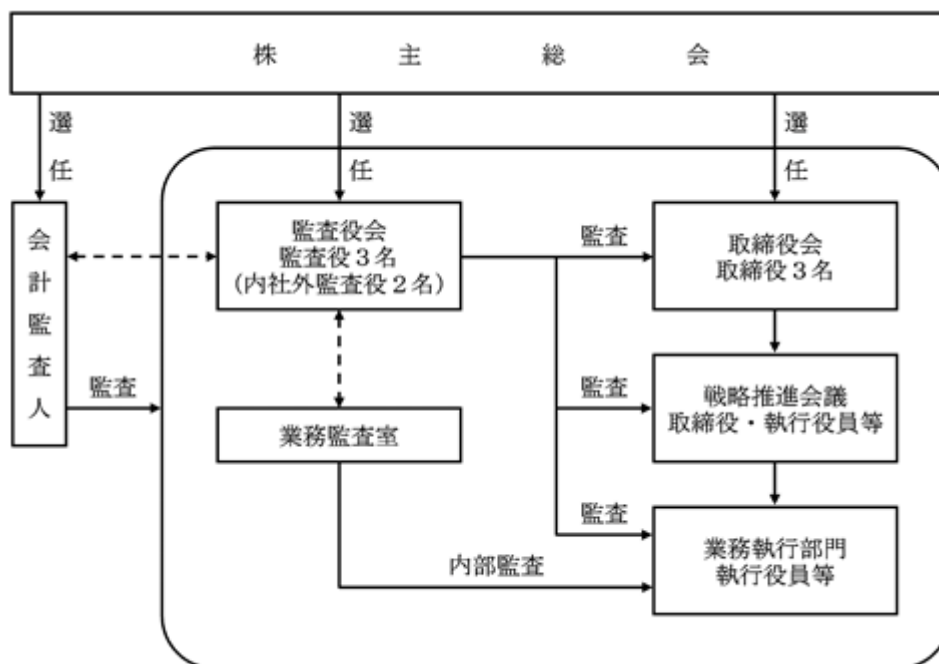 株主総会
選任
選任
選任
会計監査人
監査役会
監査役３名
（内社外監査役２名）
監査
取締役会
取締役３名
監査
監査
戦略推進会議
取締役・執行役員等
業務監査室
監査
業務執行部門
執行役員等
内部監査